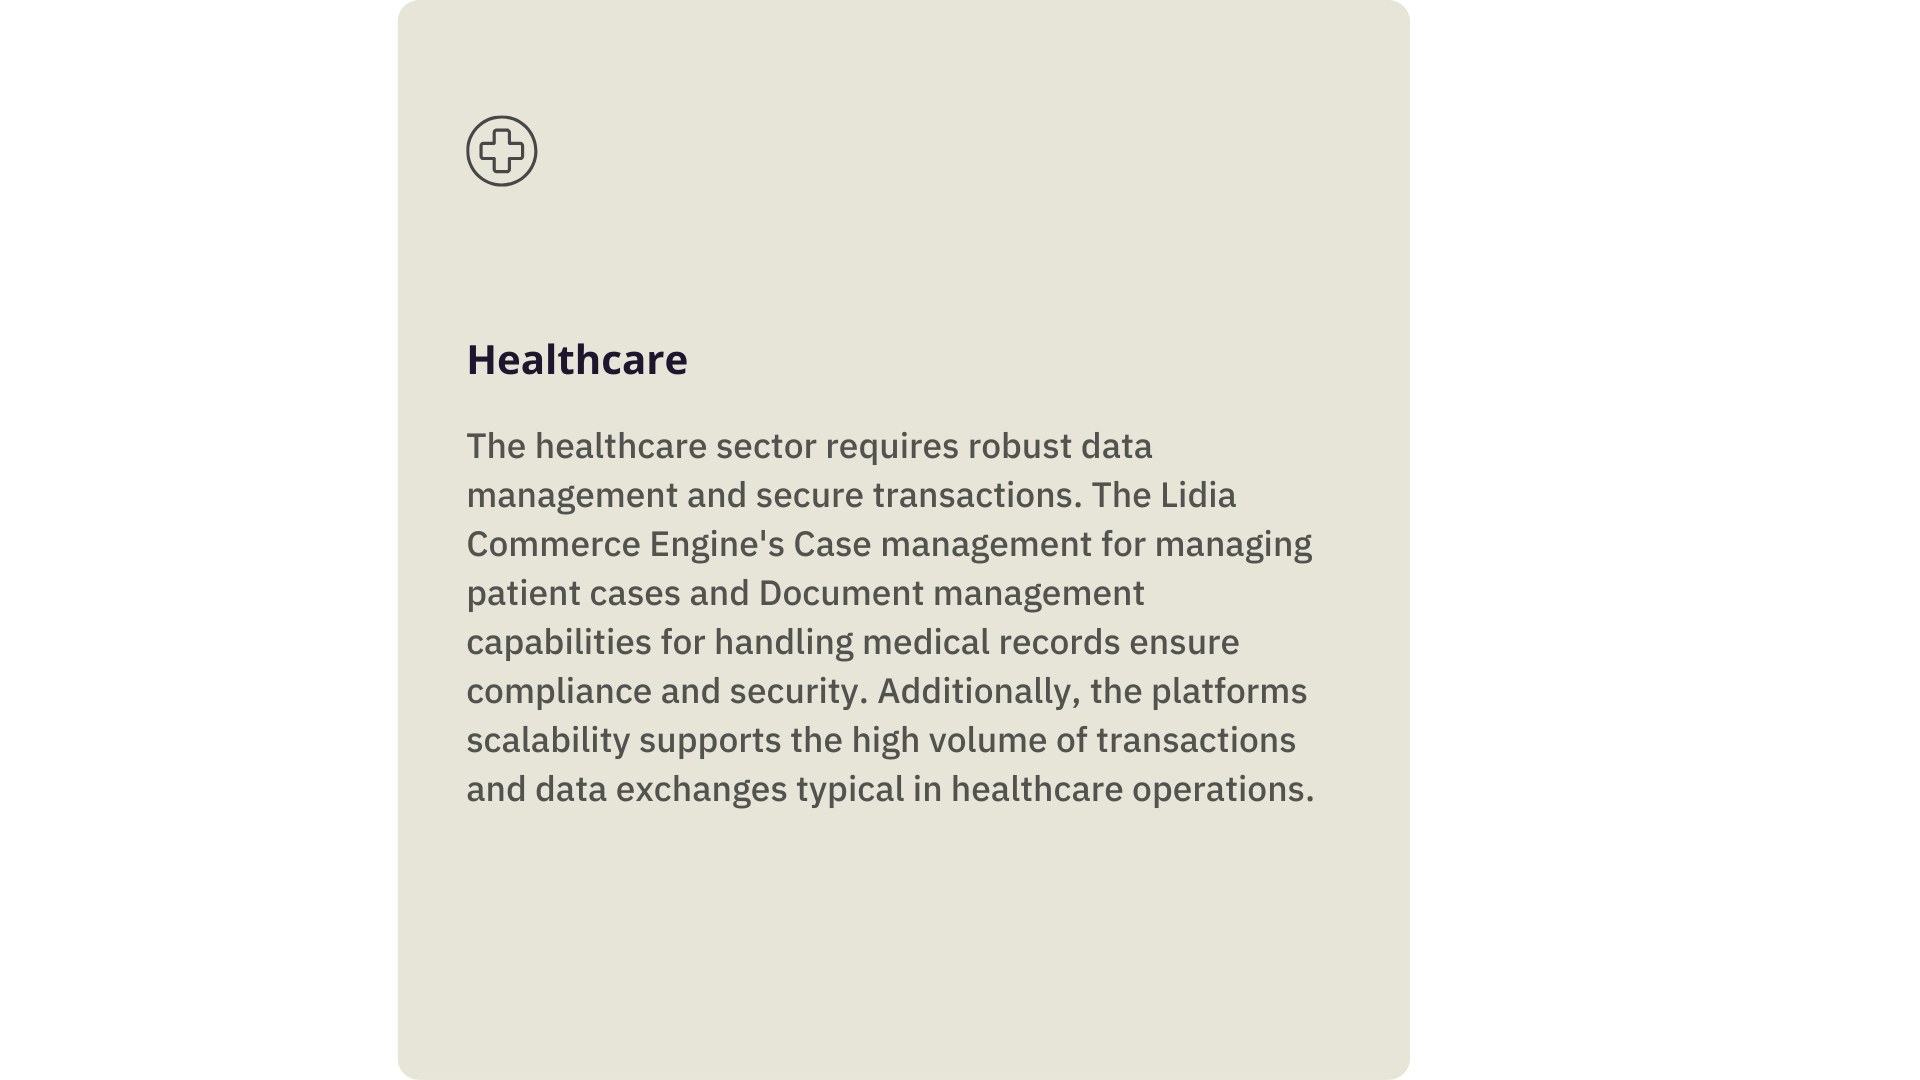 Healthcare
The healthcare sector requires robust data
management and secure transactions. The Lidia
Commerce Engine's Case management for managing
patient cases and Document management
capabilities for handling medical records ensure
compliance and security. Additionally, the platforms
scalability supports the high volume of transactions
and data exchanges typical in healthcare operations.